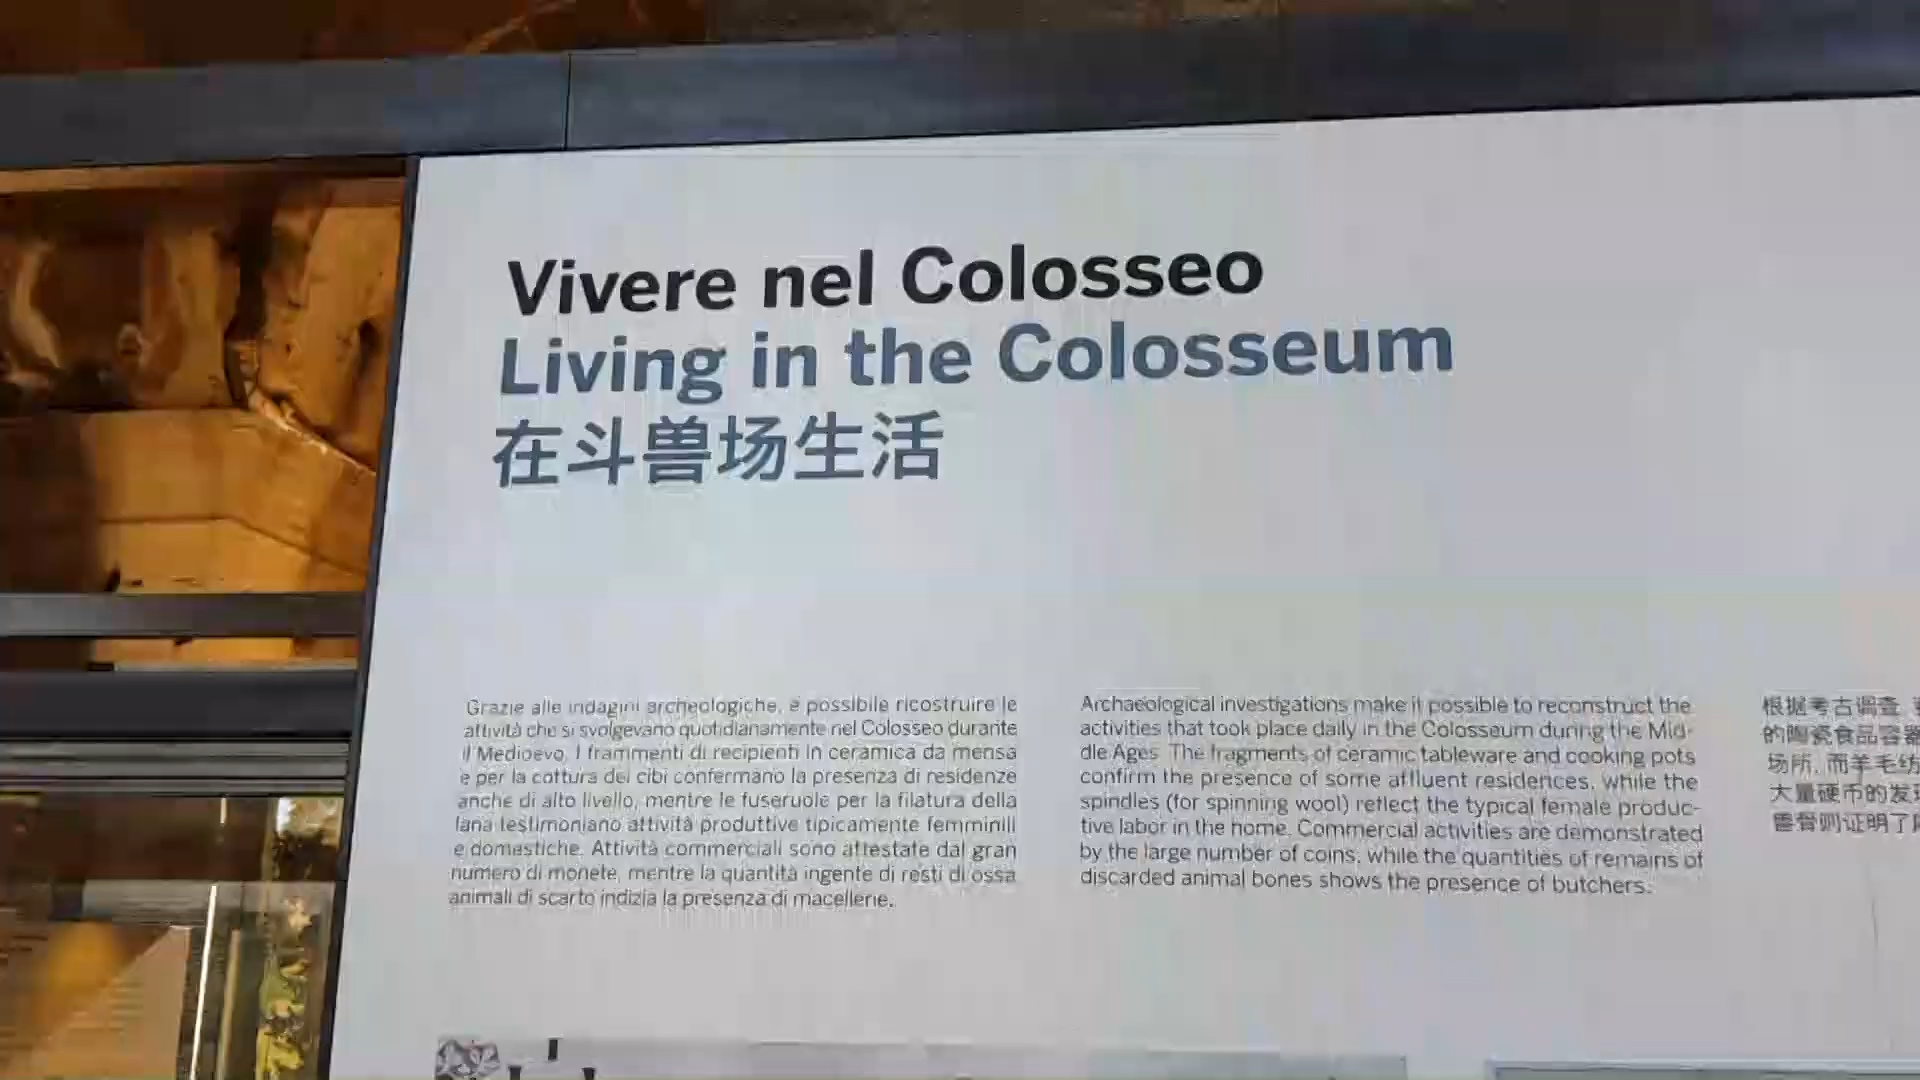 Vivere nel Colosseo
Living in the Colosseum
在斗兽场生活
Grazie alle indagini archeologiche, è possibile ricostruire le
attività che si svolgevano quotidianamente nel Colosseo durante
il Medioevo. I frammenti di recipienti in ceramica da mensa
e per la cottura dei cibi confermano la presenza di residenze
anche di alto livello, mentre le fuseruole per la filatura della
lana testimoniano attività produttive tipicamente femminili
e domestiche. Attività commerciali sono attestate dal gran
numero di monete, mentre la quantità ingente di resti di ossa
animali di scarto indizia la presenza di macellerie.
Archaeological investigations make it possible to reconstruct the
activities that took place daily in the Colosseum during the Mid-
dle Ages. The fragments of ceramic tableware and cooking pots
confirm the presence of some affluent residences, while the
spindles (for spinning wool) reflect the typical female produc-
tive labor in the home. Commercial activities are demonstrated
by the large number of coins, while the quantities of remains of
discarded animal bones shows the presence of butchers.
根据考古调查
的陶瓷食品容器
场所, 而羊毛纺
大量硬币的发现
兽骨则证明了